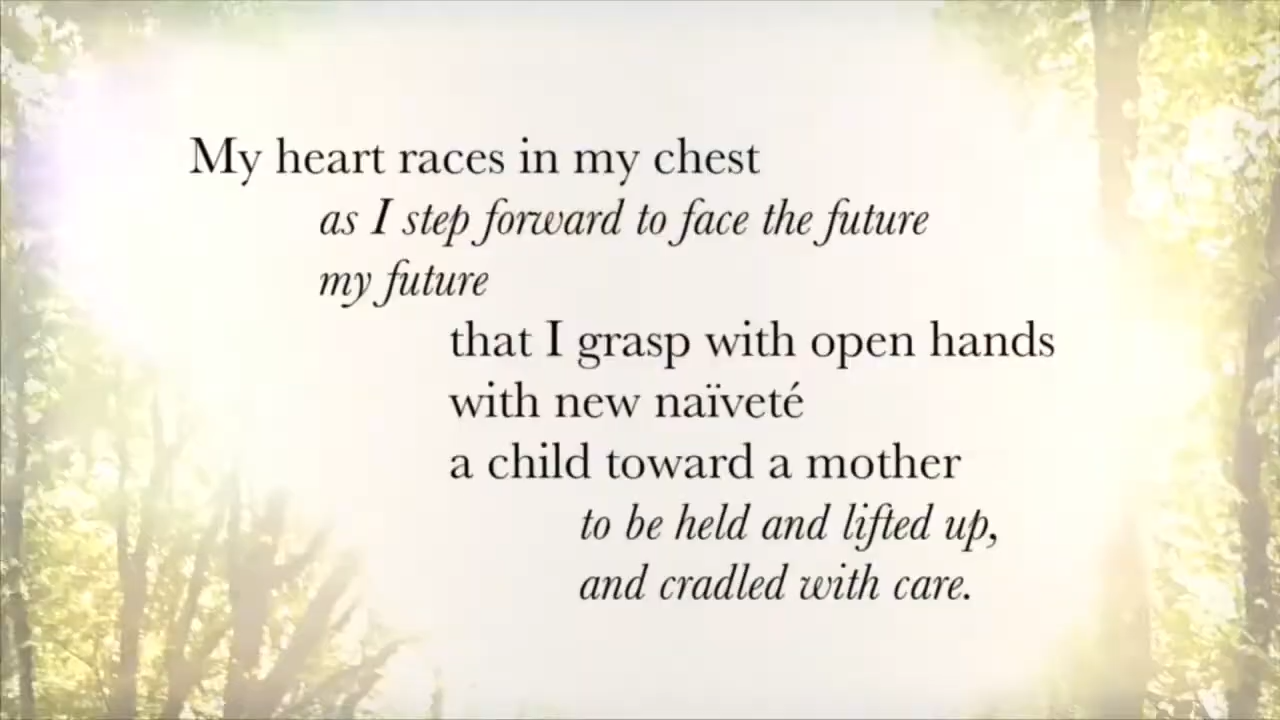 My heart races in my chest
as I step forward to face the future
my future
that I grasp with open hands
with new naïveté
a child toward a mother
to be held and lifted up,
and cradled with care.